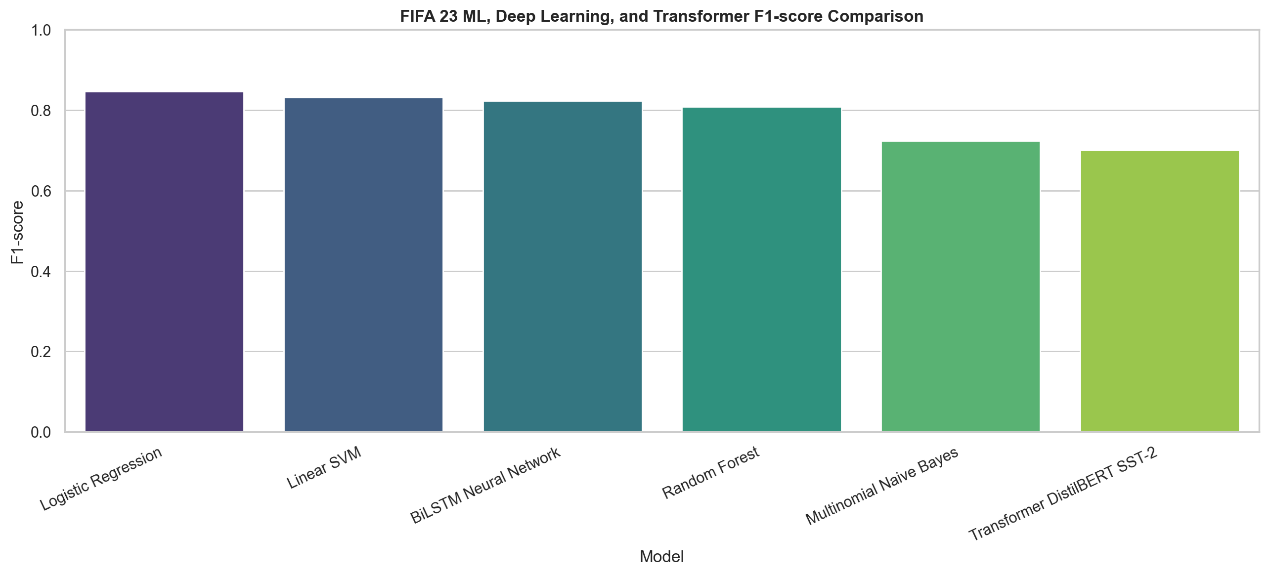 FIFA 23 ML, Deep Learning, and Transformer F1-score Comparison
1.0
0.8
0.6
0.4
0.2
0.0
F1-score
Logistic Regression
Linear SVM
BiLSTM Neural Network
Random Forest
Multinomial Naive Bayes
Transformer DistilBERT SST-2
Model